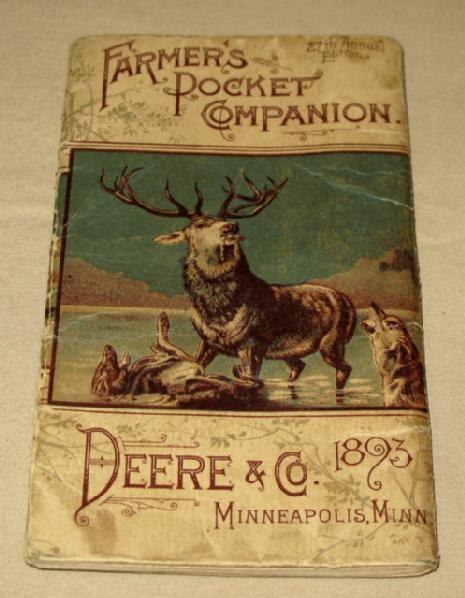 FARMER'S
POCKET
COMPANION.
27th Annual
Edition.
DEERE & CO. 1893
MINNEAPOLIS, MINN